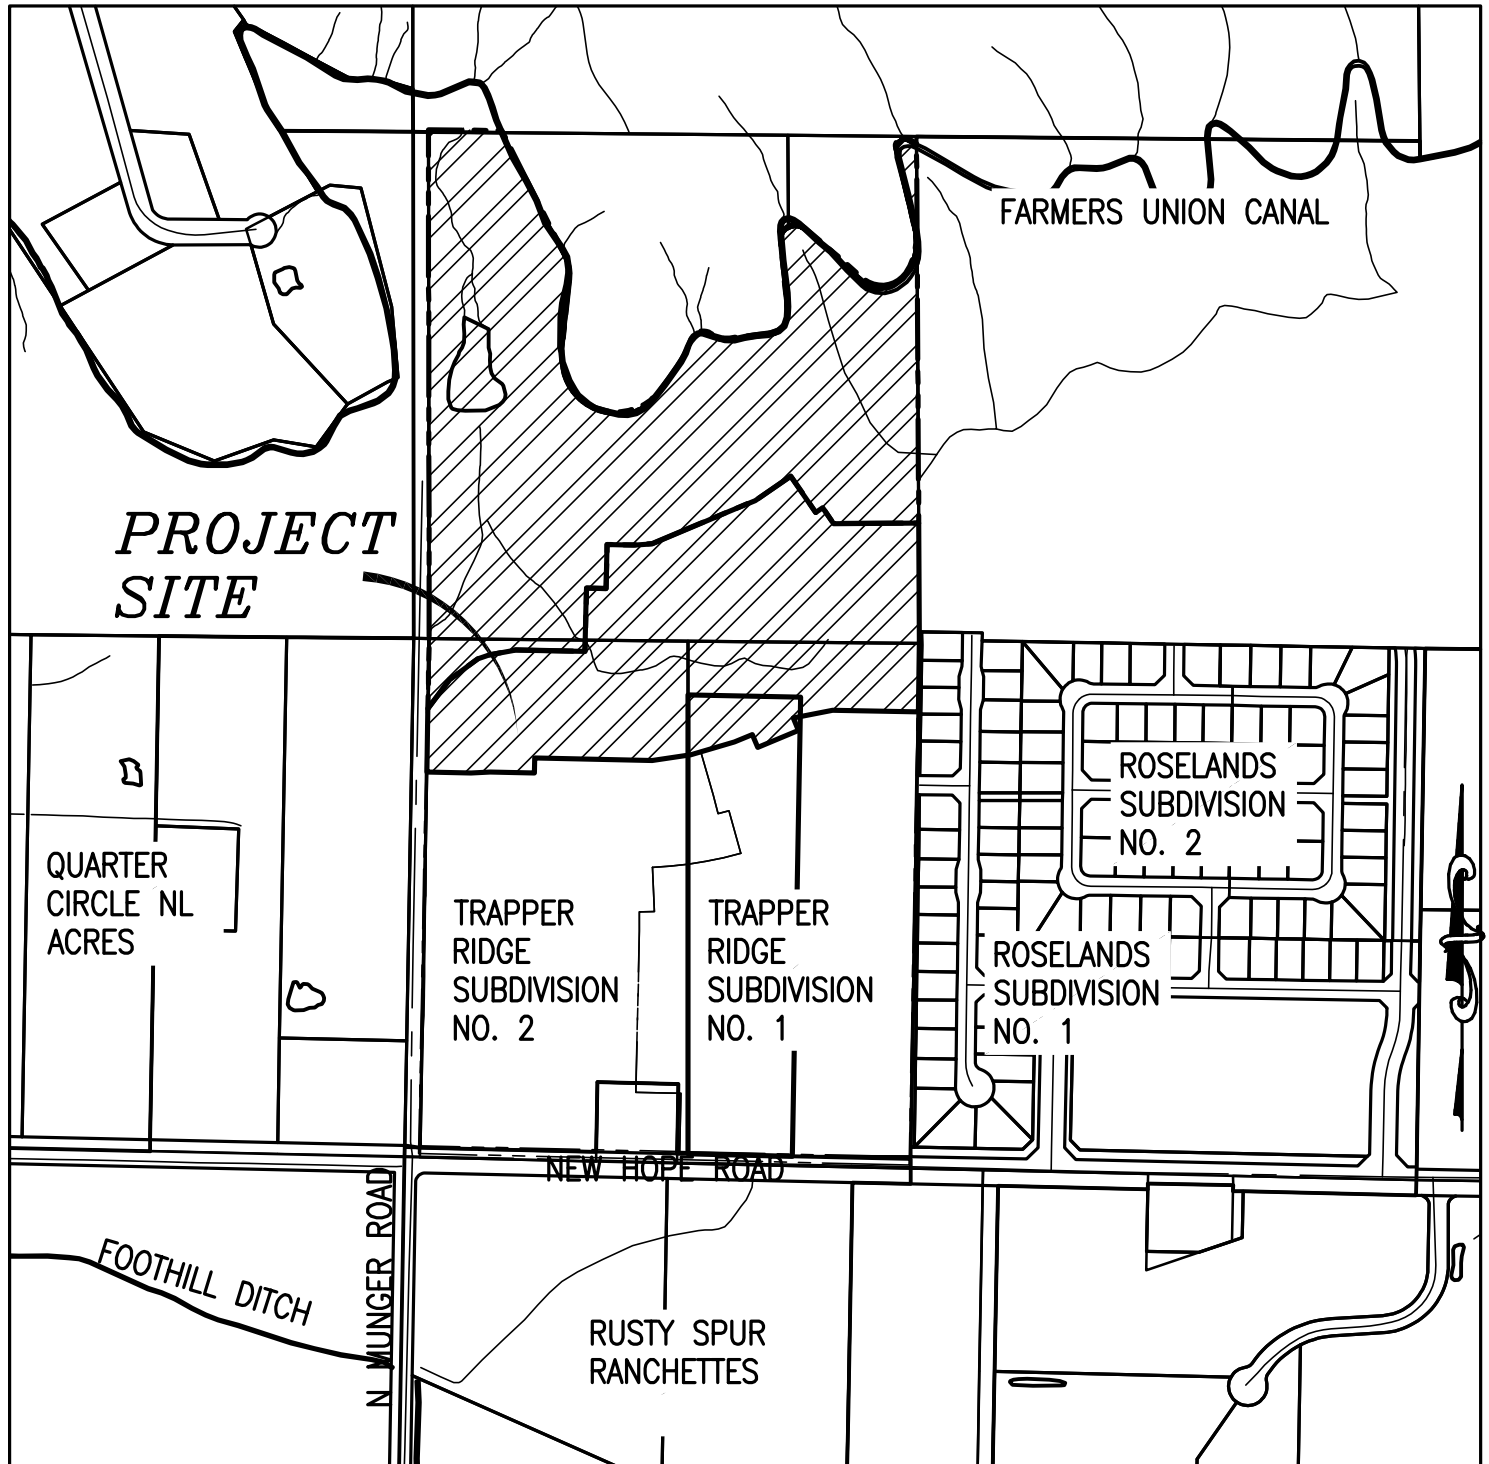 FARMERS UNION CANAL
PROJECT
SITE
ROSELANDS
SUBDIVISION
NO. 2
QUARTER
CIRCLE NL
ACRES
TRAPPER
RIDGE
SUBDIVISION
NO. 2
TRAPPER
RIDGE
SUBDIVISION
NO. 1
ROSELANDS
SUBDIVISION
NO. 1
NEW HOPE ROAD
N MUNGER ROAD
FOOTHILL DITCH
RUSTY SPUR
RANCHETTES